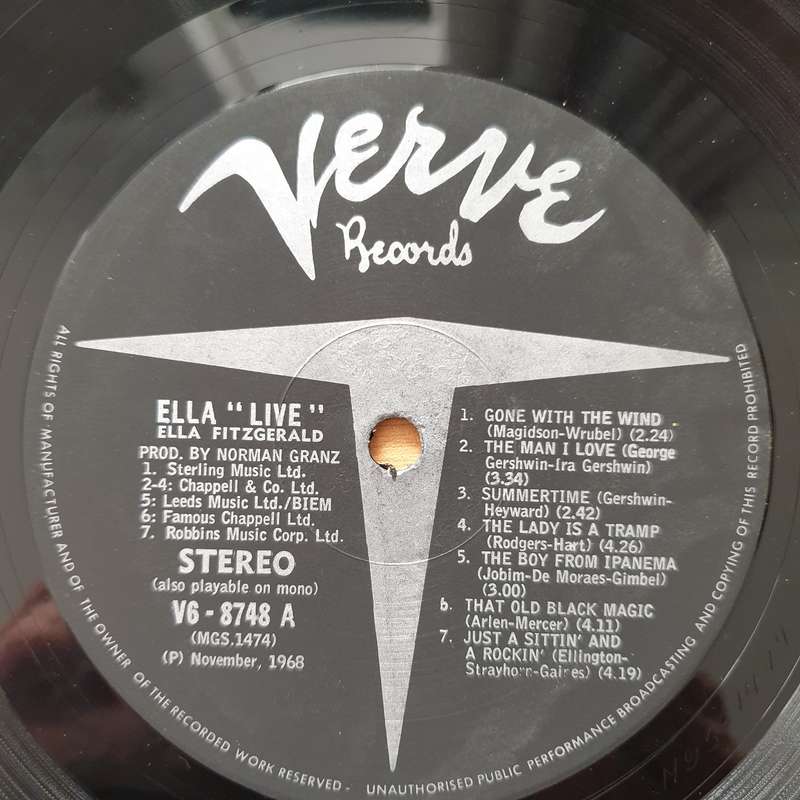 Verve
Records
ELLA “LIVE”
ELLA FITZGERALD
PROD. BY NORMAN GRANZ
1. Sterling Music Ltd.
2-4: Chappell & Co. Ltd.
5: Leeds Music Ltd./BIEM
6: Famous Chappell Ltd.
7. Robbins Music Corp. Ltd.
STEREO
(also playable on mono)
V6-8748 A
(MGS.1474)
(P) November, 1968
1. GONE WITH THE WIND
(Magidson-Wrubel) (2.24)
2. THE MAN I LOVE (George
Gershwin-Ira Gershwin)
(3.34)
3. SUMMERTIME (Gershwin-
Heyward) (2.42)
4. THE LADY IS A TRAMP
(Rodgers-Hart) (4.26)
5. THE BOY FROM IPANEMA
(Jobim-De Moraes-Gimbel)
(3.00)
6. THAT OLD BLACK MAGIC
(Arlen-Mercer) (4.11)
7. JUST A SITTIN' AND
A ROCKIN' (Ellington-
Strayhorn-Gaines) (4.19)
ALL RIGHTS OF MANUFACTURER AND OF THE OWNER OF THE RECORDED WORK RESERVED - UNAUTHORISED PUBLIC PERFORMANCE BROADCASTING AND COPYING OF THIS RECORD PROHIBITED